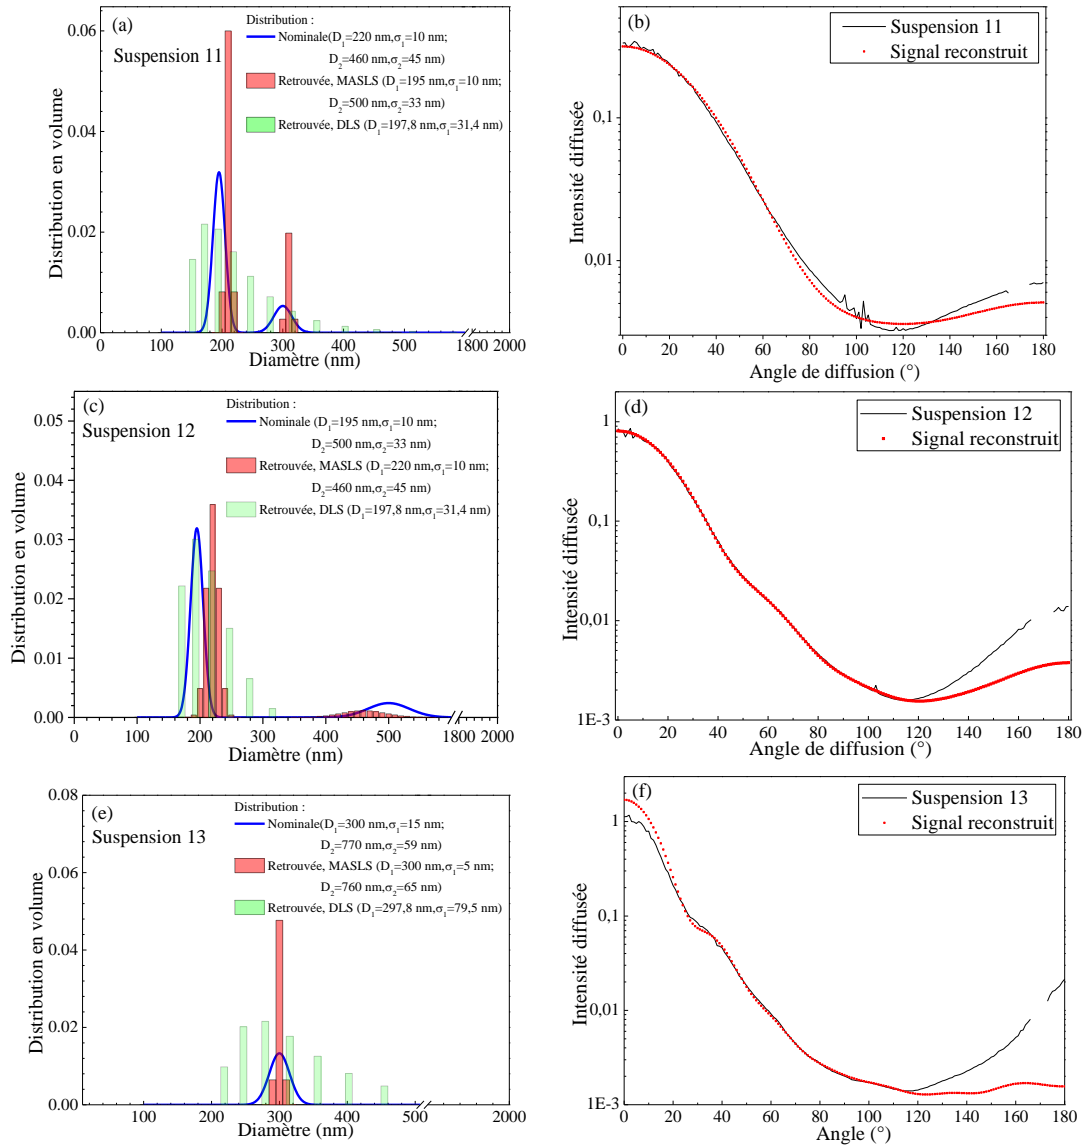 (a)
Suspension 11
Distribution :
Nominale(D₁=220 nm,σ₁=10 nm;
D₂=460 nm,σ₂=45 nm)
Retrouvée, MASLS (D₁=195 nm,σ₁=10 nm;
D₂=500 nm,σ₂=33 nm)
Retrouvée, DLS (D₁=197,8 nm,σ₁=31,4 nm)
Distribution en volume
0.06
0.04
0.02
0.00
0 100 200 300 400 500 1800 2000
Diamètre (nm)
(b)
Suspension 11
Signal reconstruit
Intensité diffusée
0,1
0,01
0 20 40 60 80 100 120 140 160 180
Angle de diffusion (°)
(c)
Suspension 12
Distribution :
Nominale (D₁=195 nm,σ₁=10 nm;
D₂=500 nm,σ₂=33 nm)
Retrouvée, MASLS (D₁=220 nm,σ₁=10 nm;
D₂=460 nm,σ₂=45 nm)
Retrouvée, DLS (D₁=197,8 nm,σ₁=31,4 nm)
Distribution en volume
0.05
0.04
0.03
0.02
0.01
0.00
0 100 200 300 400 500 1800 2000
Diamètre (nm)
(d)
Suspension 12
Signal reconstruit
Intensité diffusée
1
0,1
0,01
1E-3
0 20 40 60 80 100 120 140 160 180
Angle de diffusion (°)
(e)
Suspension 13
Distribution :
Nominale(D₁=300 nm,σ₁=15 nm;
D₂=770 nm,σ₂=59 nm)
Retrouvée, MASLS (D₁=300 nm,σ₁=5 nm;
D₂=760 nm,σ₂=65 nm)
Retrouvée, DLS (D₁=297,8 nm,σ₁=79,5 nm)
Distribution en volume
0.08
0.06
0.04
0.02
0.00
100 200 300 400 500 2000
Diamètre (nm)
(f)
Suspension 13
Signal reconstruit
Intensité diffusée
1
0,1
0,01
1E-3
0 20 40 60 80 100 120 140 160 180
Angle (°)